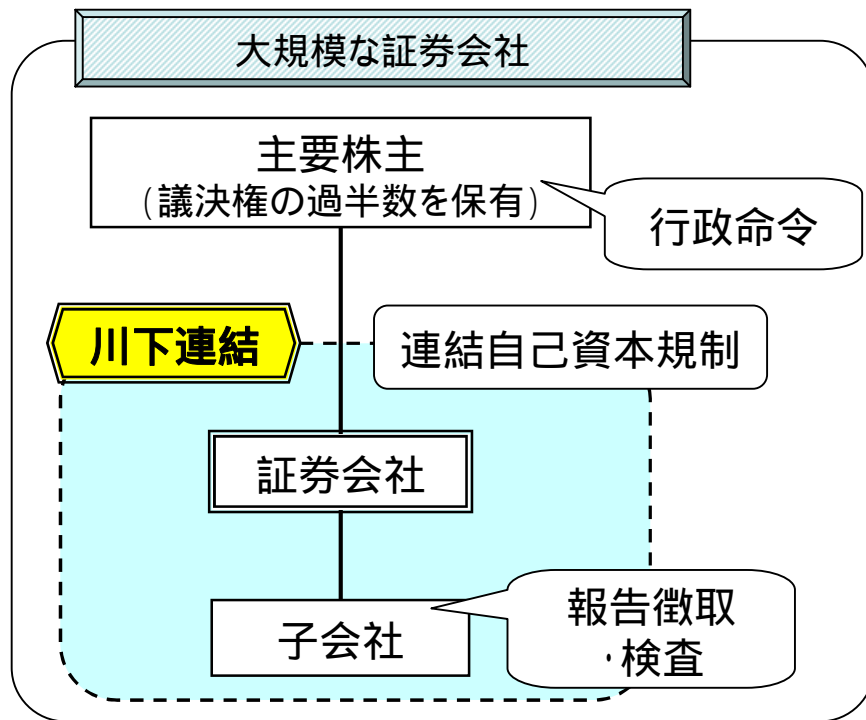 大規模な証券会社
主要株主
(議決権の過半数を保有)
行政命令
川下連結
連結自己資本規制
証券会社
子会社
報告徴取
・検査